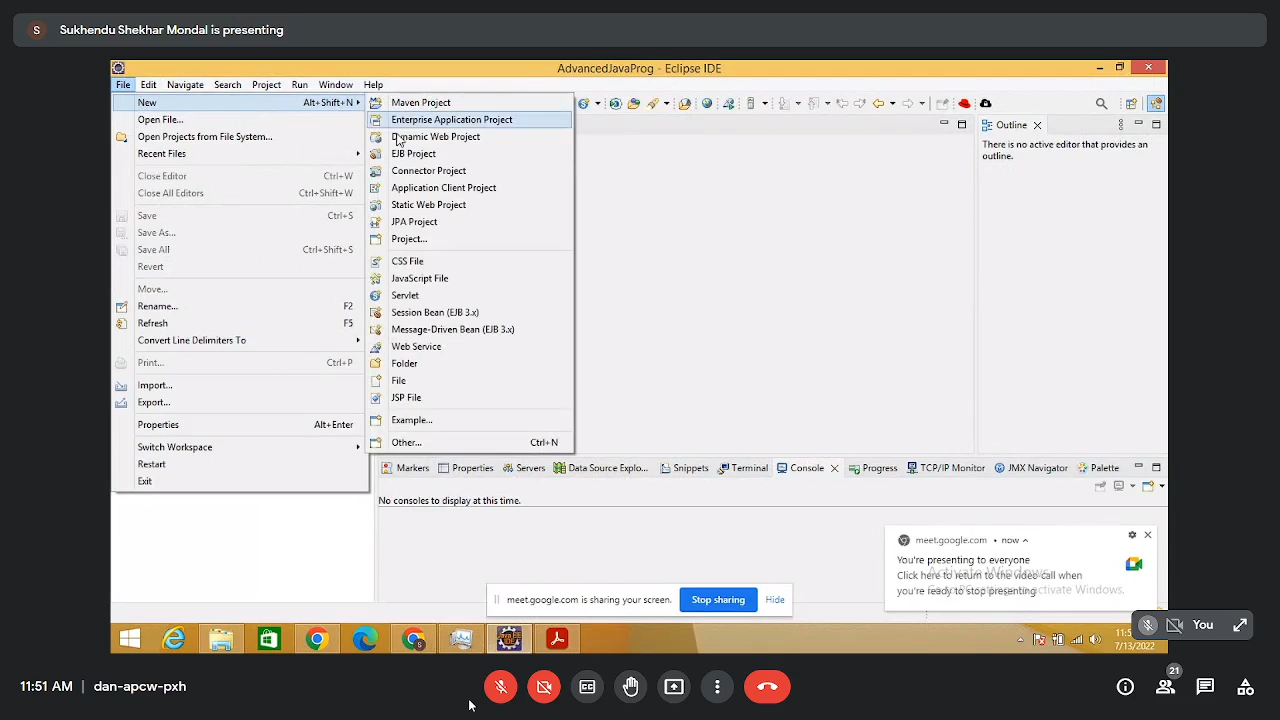 S Sukhendu Shekhar Mondal is presenting
AdvancedJavaProg - Eclipse IDE
File Edit Navigate Search Project Run Window Help
New Alt+Shift+N
Open File...
Open Projects from File System...
Recent Files
Close Editor Ctrl+W
Close All Editors Ctrl+Shift+W
Save Ctrl+S
Save As...
Save All Ctrl+Shift+S
Revert
Move...
Rename... F2
Refresh F5
Convert Line Delimiters To
Print... Ctrl+P
Import...
Export...
Properties Alt+Enter
Switch Workspace
Restart
Exit
Maven Project
Enterprise Application Project
Dynamic Web Project
EJB Project
Connector Project
Application Client Project
Static Web Project
JPA Project
Project...
CSS File
JavaScript File
Servlet
Session Bean (EJB 3.x)
Message-Driven Bean (EJB 3.x)
Web Service
Folder
File
JSP File
Example...
Other... Ctrl+N
Outline
There is no active editor that provides an
outline.
Markers Properties Servers Data Source Explo... Snippets Terminal Console Progress TCP/IP Monitor JMX Navigator Palette
No consoles to display at this time.
meet.google.com • now
You're presenting to everyone
Click here to return to the video call when
you're ready to stop presenting
Activate Windows
activate Windows.
meet.google.com is sharing your screen. Stop sharing Hide
You
7/13/2022
11:51 AM | dan-apcw-pxh
21